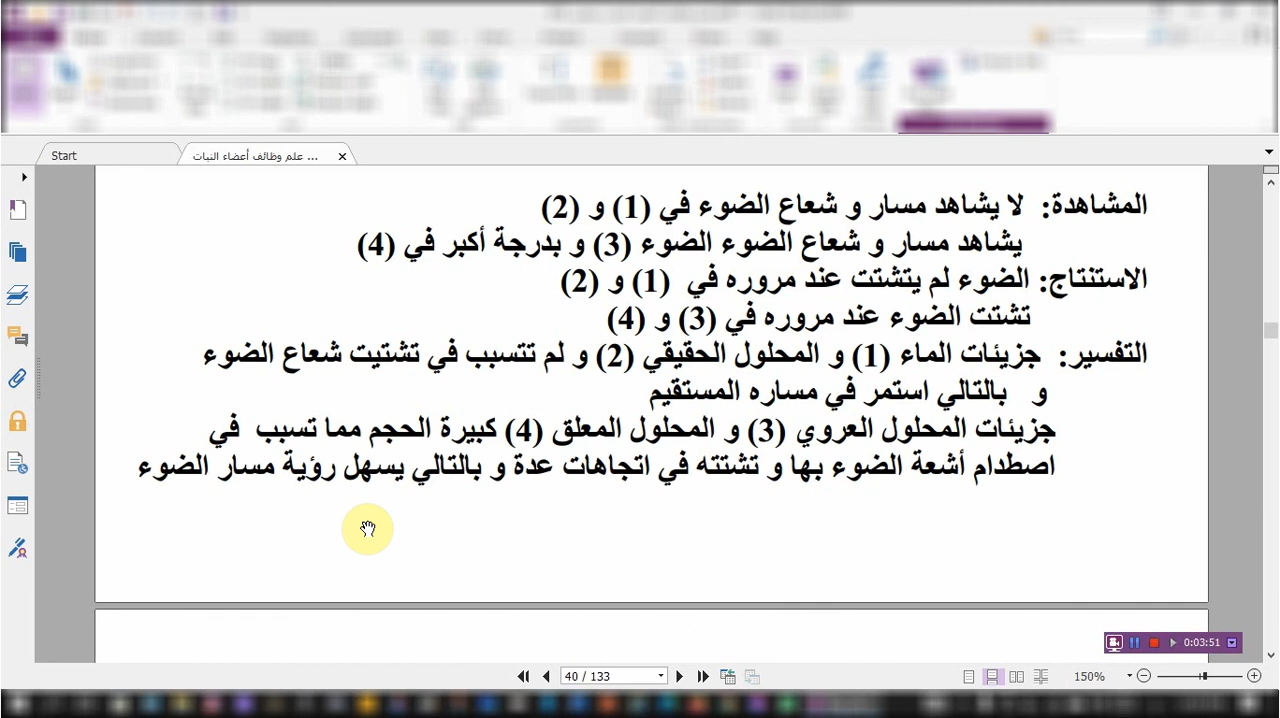 Start
علم وظائف أعضاء النبات ...
المشاهدة: لا يشاهد مسار و شعاع الضوء في (1) و (2)
يشاهد مسار و شعاع الضوء الضوء (3) و بدرجة أكبر في (4)
الاستنتاج: الضوء لم يتشتت عند مروره في (1) و (2)
تشتت الضوء عند مروره في (3) و (4)
التفسير: جزيئات الماء (1) و المحلول الحقيقي (2) و لم تتسبب في تشتيت شعاع الضوء
و بالتالي استمر في مساره المستقيم
جزيئات المحلول العروي (3) و المحلول المعلق (4) كبيرة الحجم مما تسبب في
اصطدام أشعة الضوء بها و تشتته في اتجاهات عدة و بالتالي يسهل رؤية مسار الضوء
0:03:51
40 / 133
150%